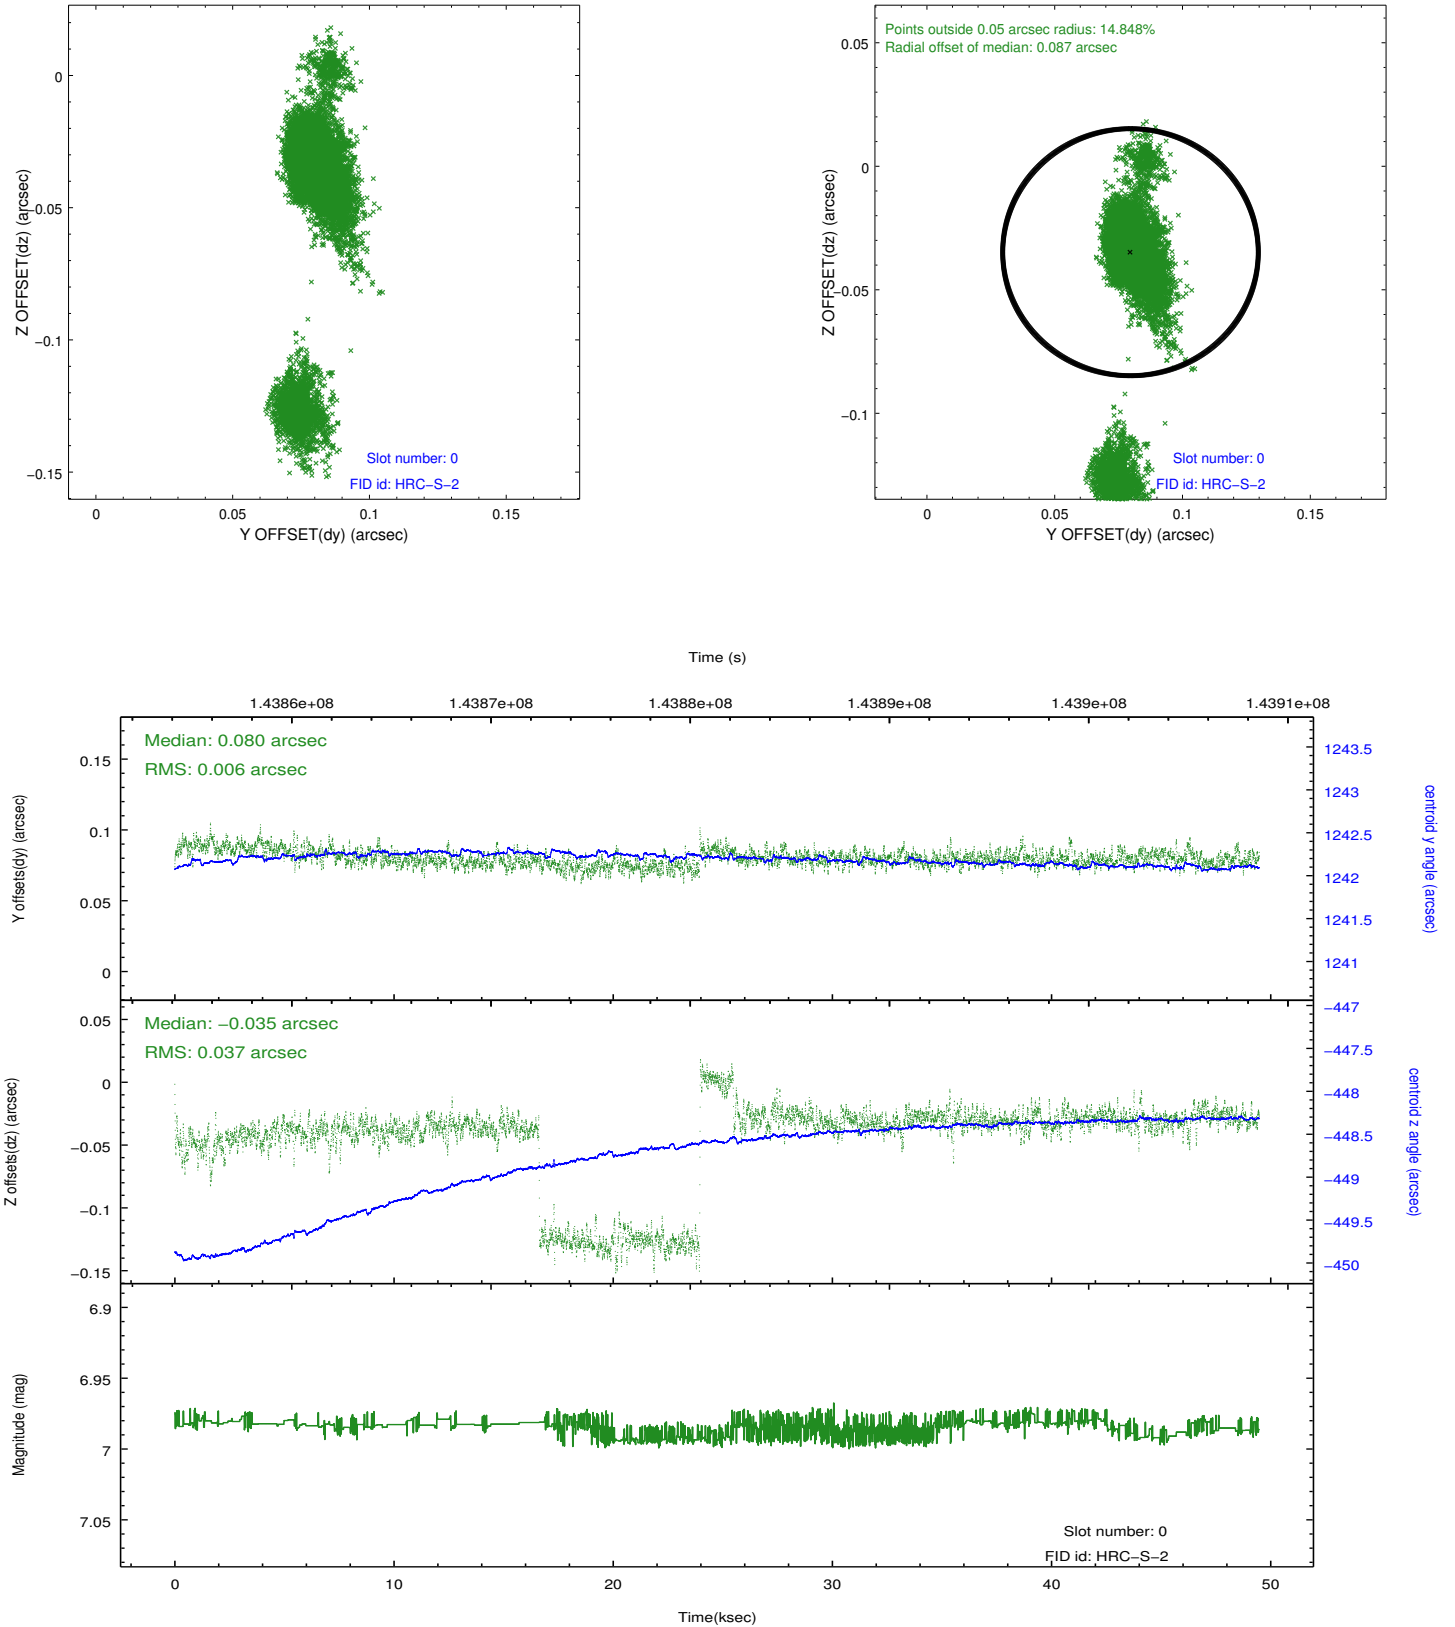 0
−0.05
−0.1
−0.15
Z OFFSET(dz) (arcsec)
Slot number: 0
FID id: HRC−S−2
0
0.05
0.1
0.15
Y OFFSET(dy) (arcsec)
Points outside 0.05 arcsec radius: 14.848%
Radial offset of median: 0.087 arcsec
0.05
0
−0.05
−0.1
Z OFFSET(dz) (arcsec)
Slot number: 0
FID id: HRC−S−2
0
0.05
0.1
0.15
Y OFFSET(dy) (arcsec)
Time (s)
1.4386e+08
1.4387e+08
1.4388e+08
1.4389e+08
1.439e+08
1.4391e+08
Median: 0.080 arcsec
RMS: 0.006 arcsec
0.15
0.1
0.05
0
Y offsets(dy) (arcsec)
1243.5
1243
1242.5
1242
1241.5
1241
centroid y angle (arcsec)
Median: −0.035 arcsec
RMS: 0.037 arcsec
0.05
0
−0.05
−0.1
−0.15
Z offsets(dz) (arcsec)
−447
−447.5
−448
−448.5
−449
−449.5
−450
centroid z angle (arcsec)
6.9
6.95
7
7.05
Magnitude (mag)
Slot number: 0
FID id: HRC−S−2
0
10
20
30
40
50
Time(ksec)